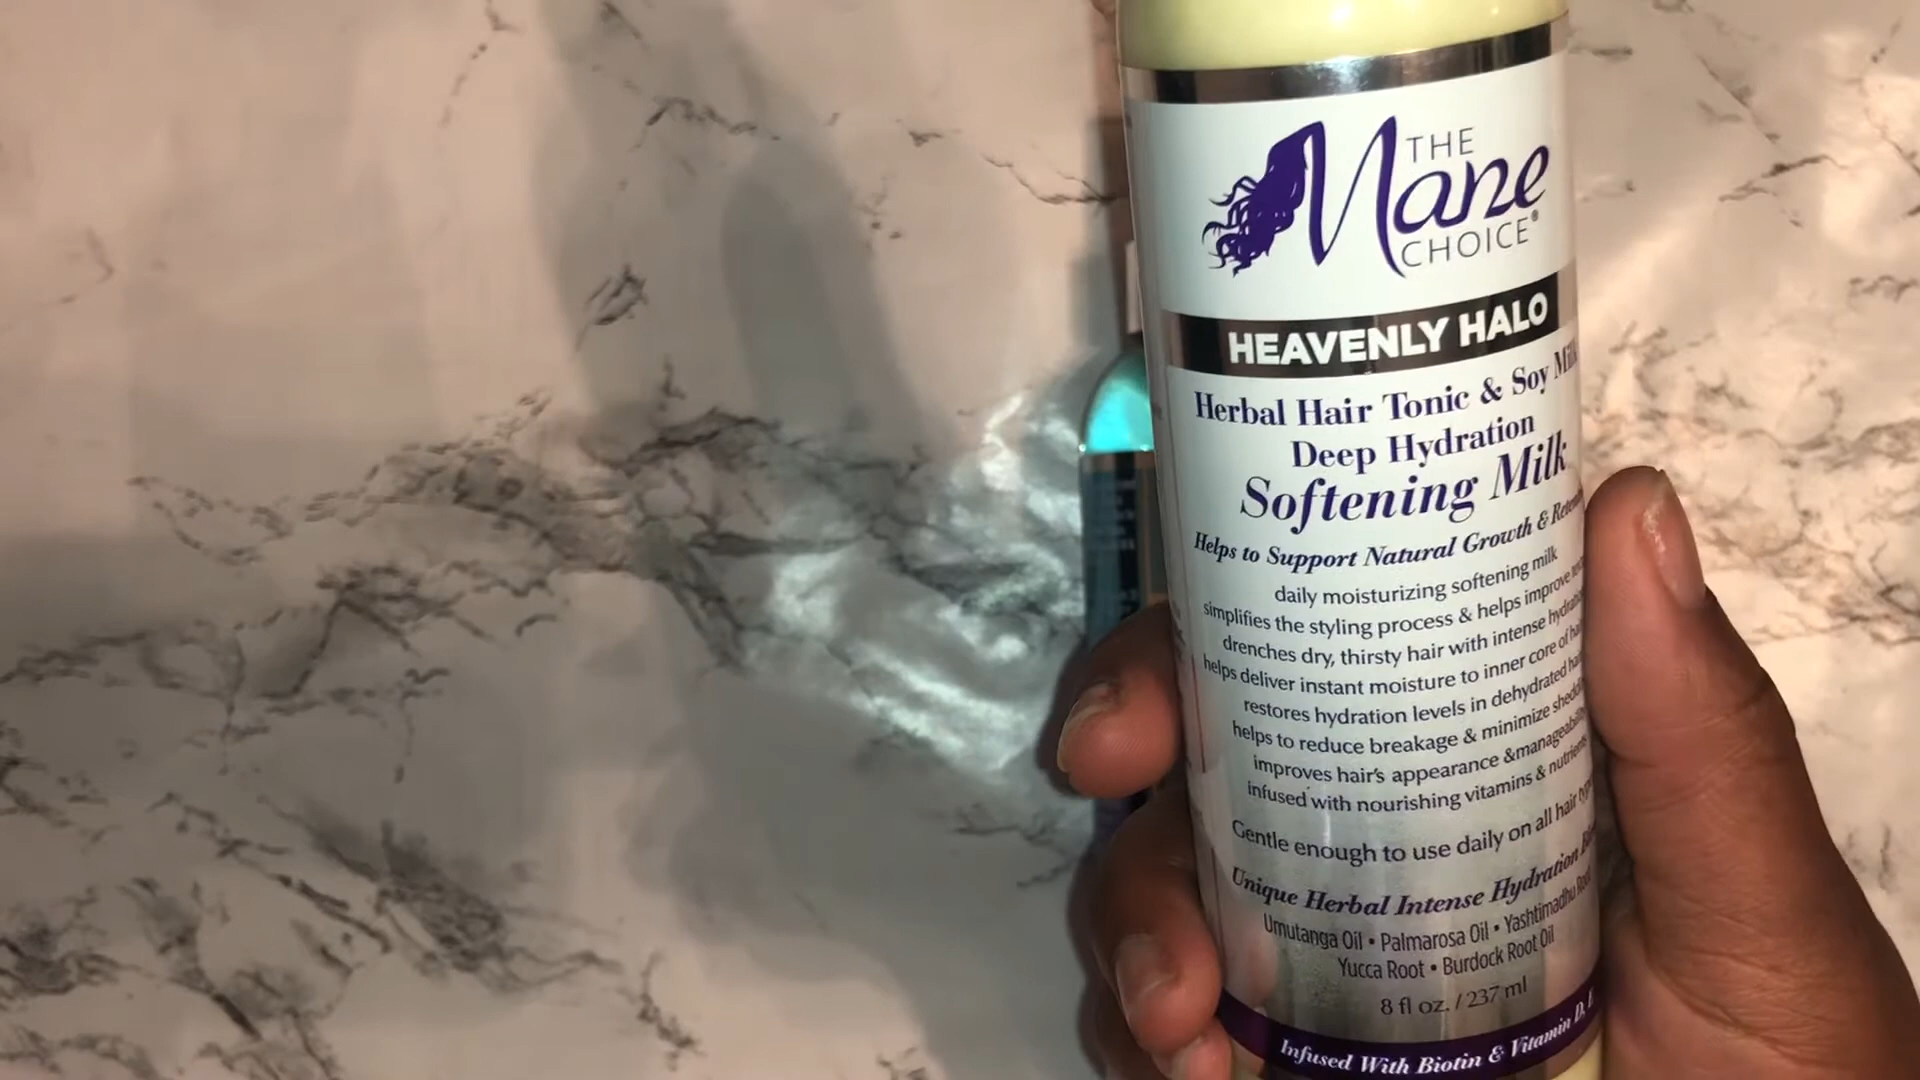 THE
Mane
CHOICE®
HEAVENLY HALO
Herbal Hair Tonic & Soy Milk
Deep Hydration
Softening Milk
Helps to Support Natural Growth &
daily moisturizing softening milk
simplifies the styling process & helps improve
drenches dry, thirsty hair with intense
helps deliver instant moisture to inner core of
restores hydration levels in dehydrated
helps to reduce breakage & minimize
improves hair's appearance &manageability
infused with nourishing vitamins & nutrients
Gentle enough to use daily on all hair
Unique Herbal Intense Hydration
Umutanga Oil • Palmarosa Oil • Yashtimadhu Root
Yucca Root • Burdock Root Oil
8 fl oz. / 237 ml
Infused With Biotin & Vitamin D,